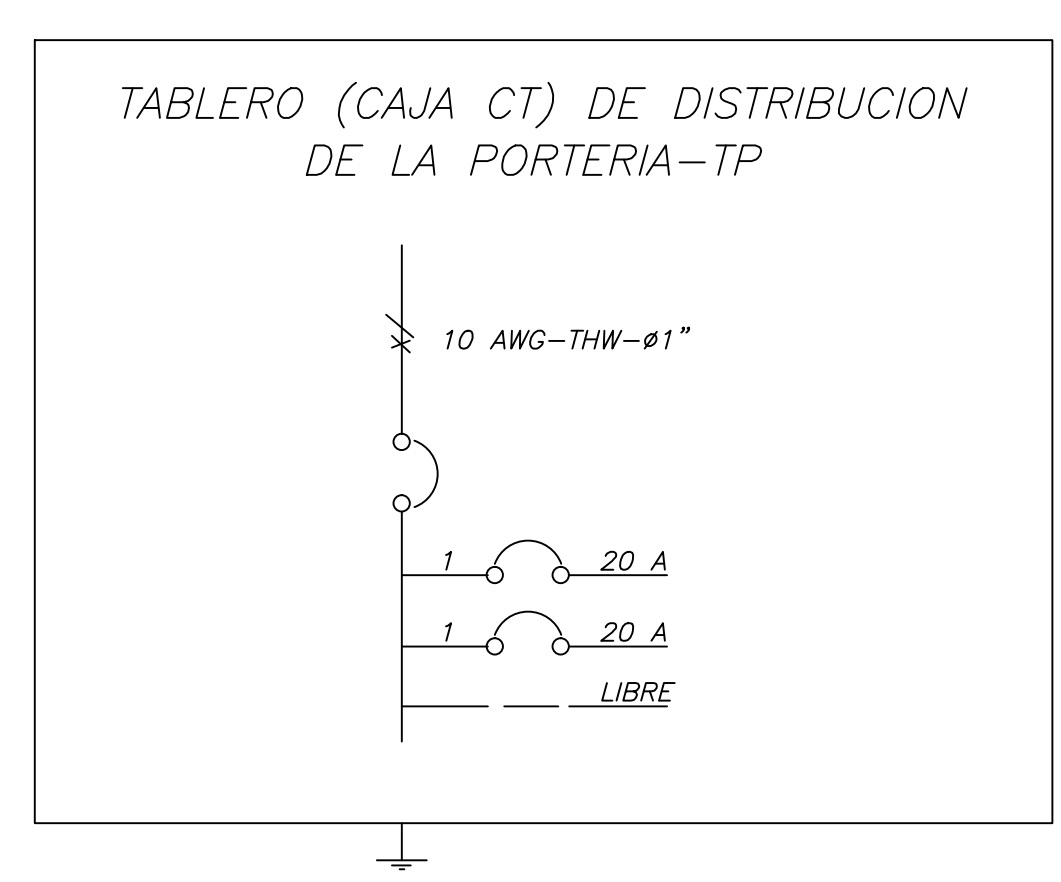 TABLERO (CAJA CT) DE DISTRIBUCION
DE LA PORTERIA-TP
10 AWG-THW-ø1"
1 20 A
1 20 A
LIBRE